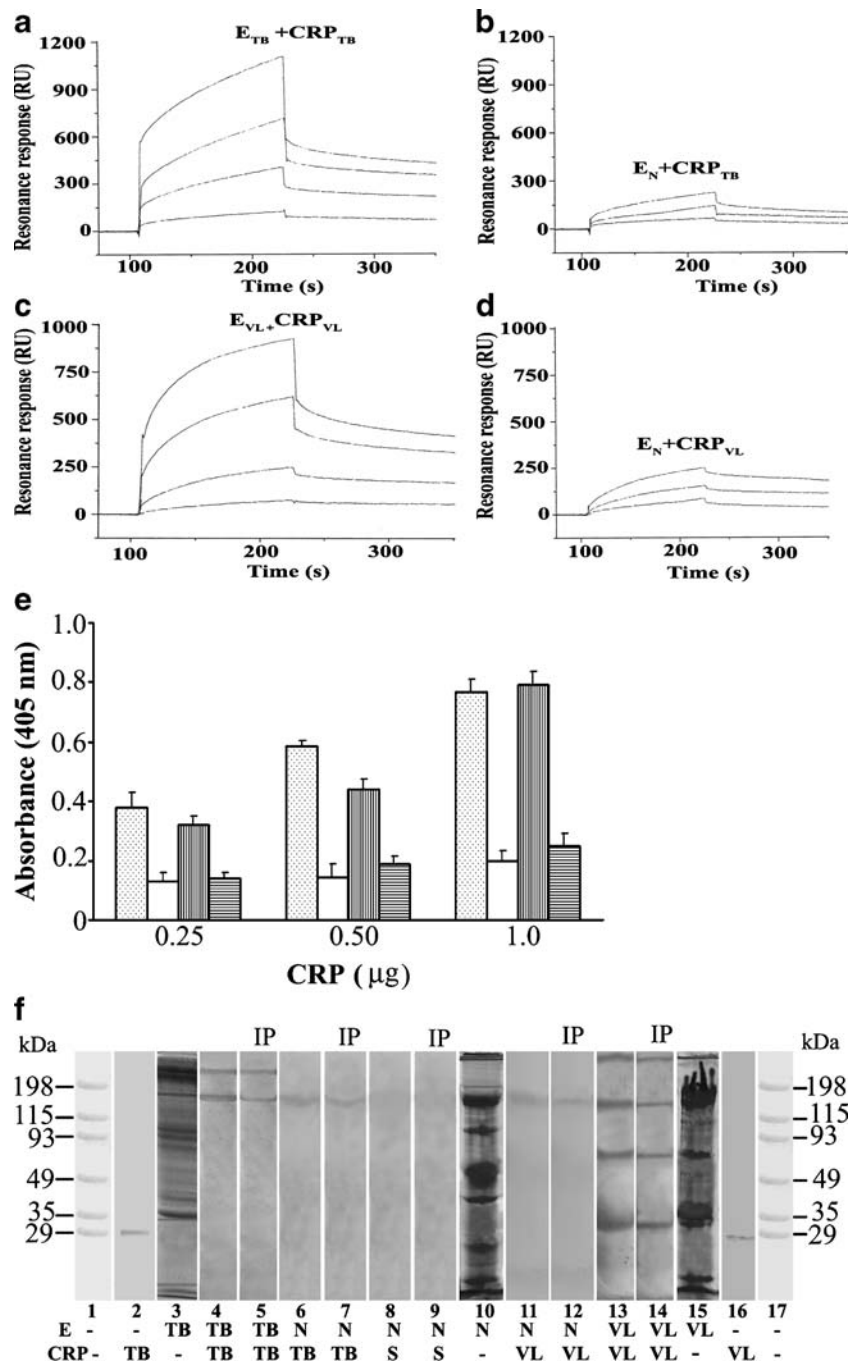 a
E_TB +CRP_TB
1200
900
600
300
0
Resonance response (RU)
100 200 300
Time (s)
b
E_N+CRP_TB
1200
900
600
300
0
Resonance response (RU)
100 200 300
Time (s)
c
E_VL+CRP_VL
1000
750
500
250
0
Resonance response (RU)
100 200 300
Time (s)
d
E_N+CRP_VL
1000
750
500
250
0
Resonance response (RU)
100 200 300
Time (s)
e
1.0
0.8
0.6
0.4
0.2
0
Absorbance (405 nm)
0.25 0.50 1.0
CRP (µg)
f
IP IP IP IP IP
kDa kDa
198 198
115 115
93 93
49 49
35 35
29 29
1 2 3 4 5 6 7 8 9 10 11 12 13 14 15 16 17
E - - TB TB TB N N N N N N N VL VL VL - -
CRP - TB - TB TB TB TB S S - VL VL VL VL - VL -